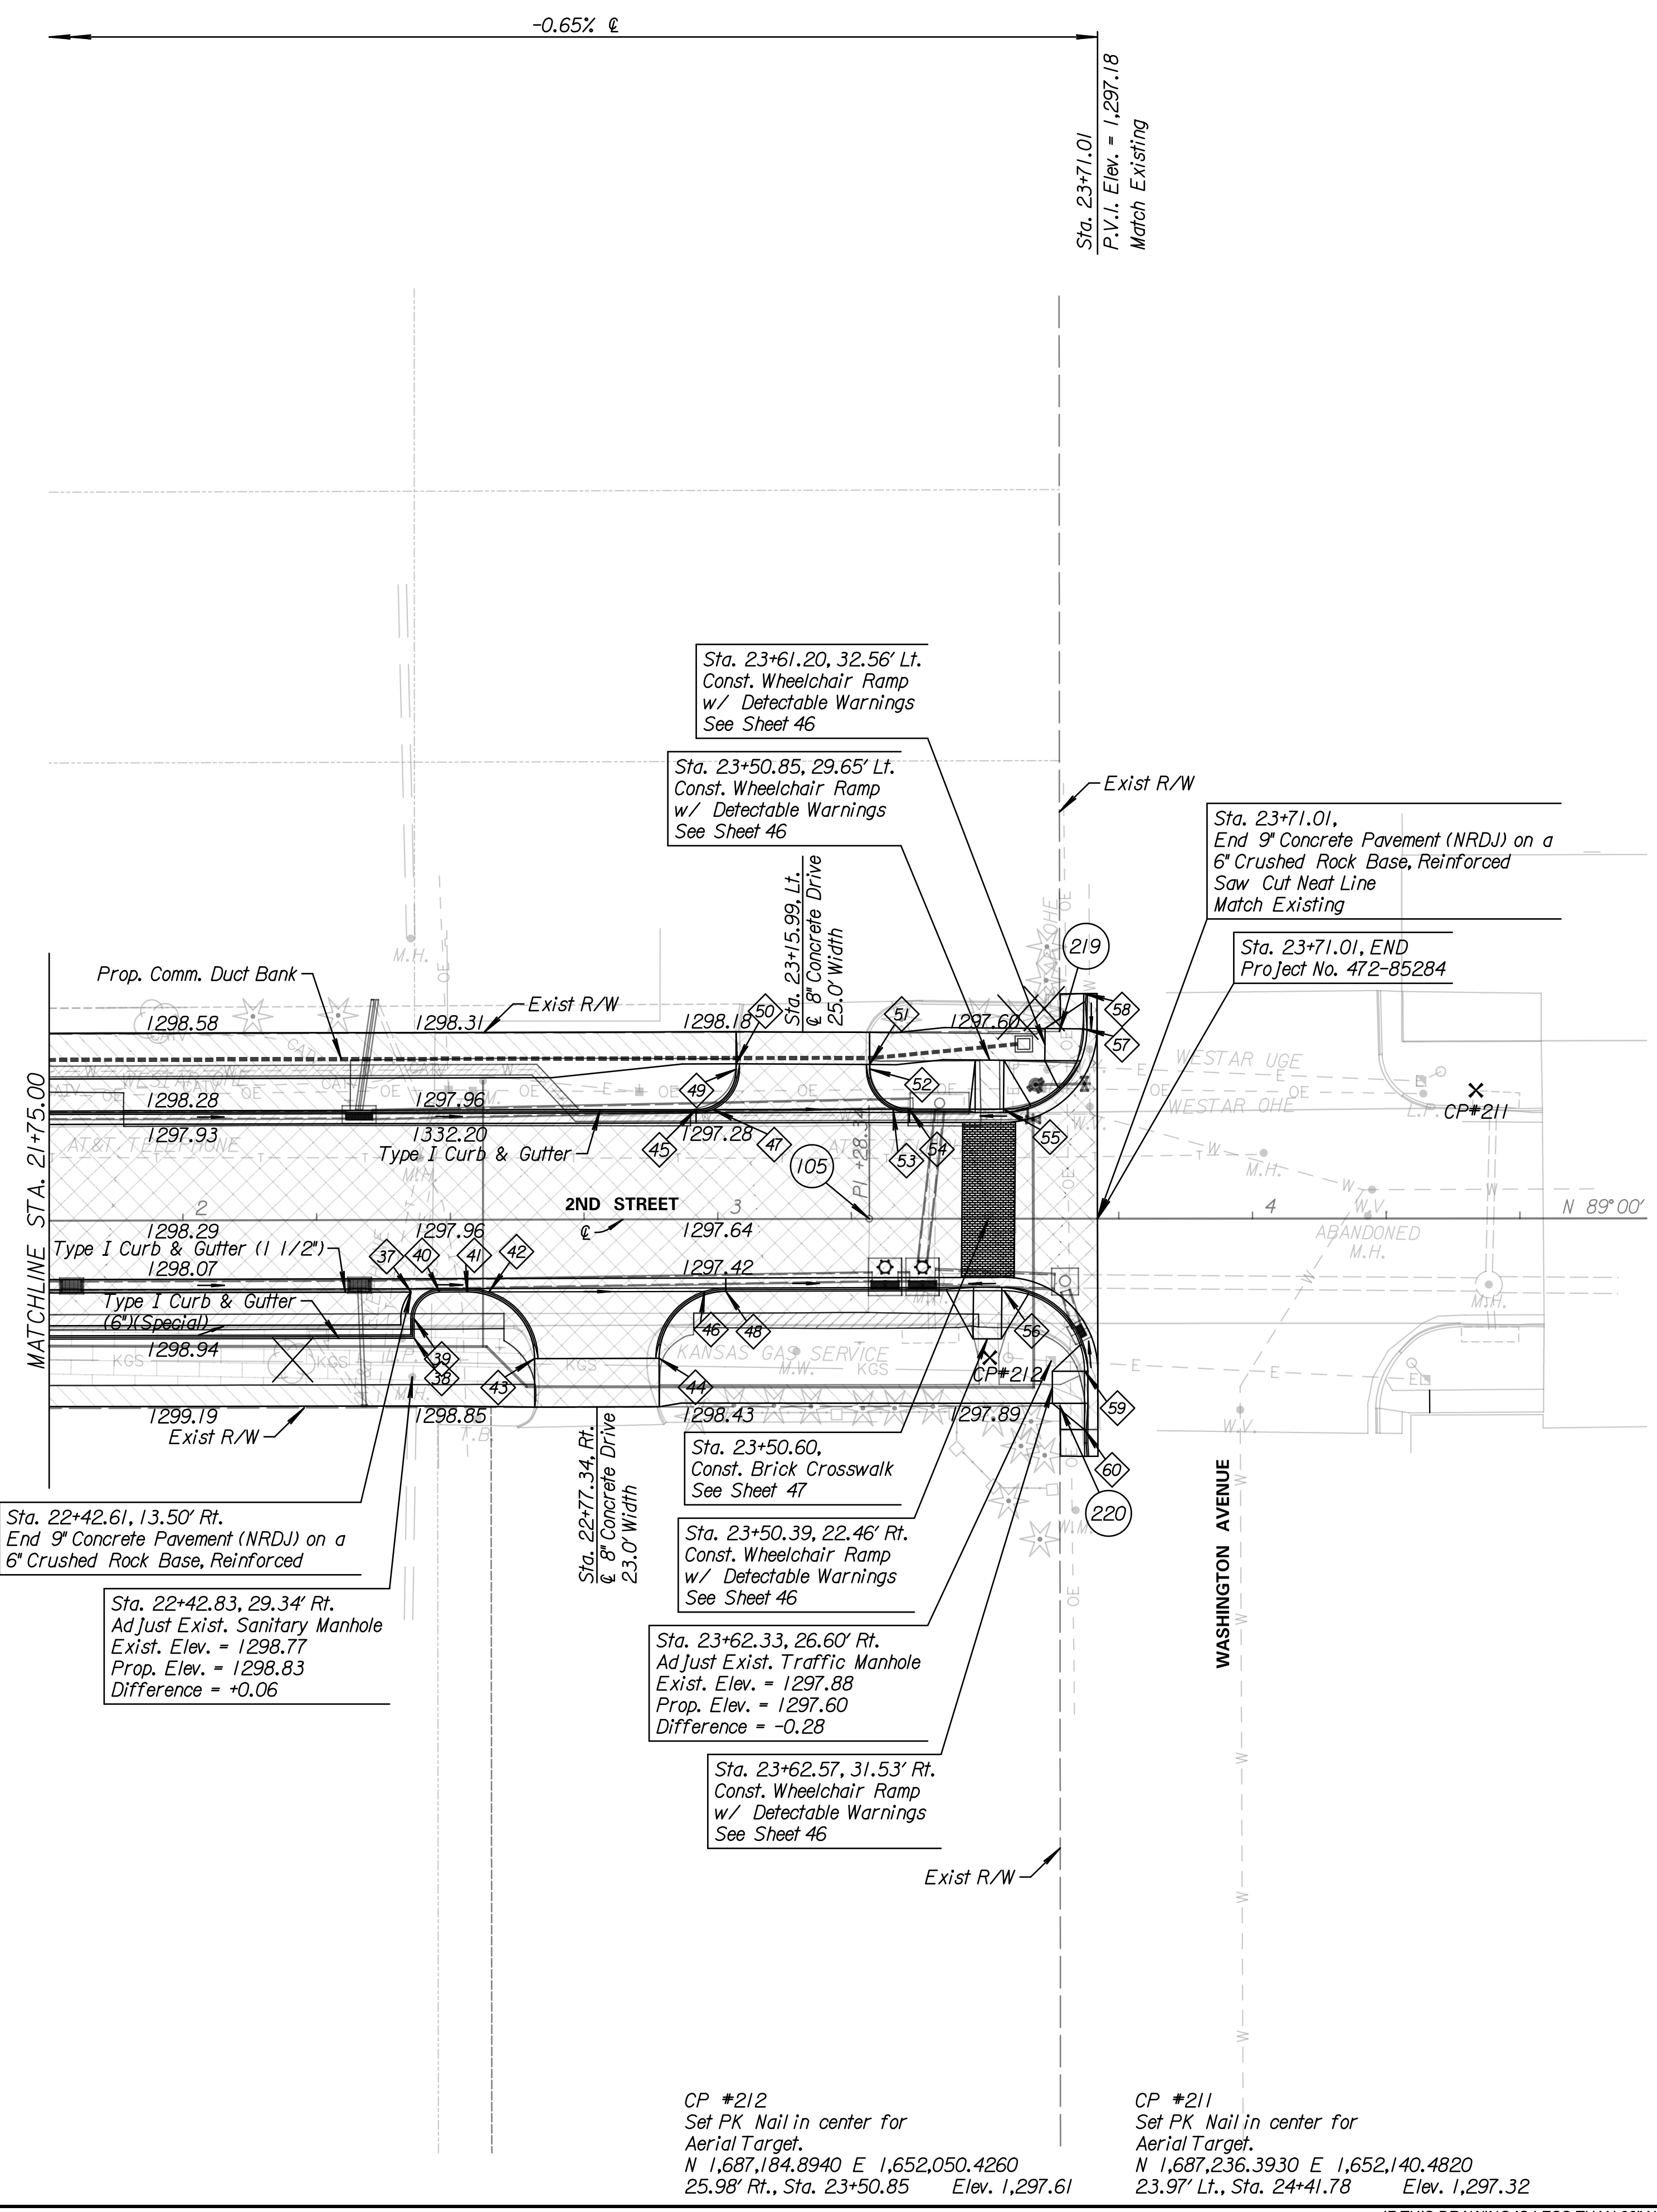 -0.65% ℄
Sta. 23+71.01
P.V.I. Elev. = 1,297.18
Match Existing
Sta. 23+61.20, 32.56' Lt.
Const. Wheelchair Ramp
w/ Detectable Warnings
See Sheet 46
Sta. 23+50.85, 29.65' Lt.
Const. Wheelchair Ramp
w/ Detectable Warnings
See Sheet 46
Exist R/W
Sta. 23+71.01,
End 9" Concrete Pavement (NRDJ) on a
6" Crushed Rock Base, Reinforced
Saw Cut Neat Line
Match Existing
Sta. 23+71.01, END
Project No. 472-85284
Sta. 23+15.99, Lt.
℄ 8" Concrete Drive
25.0' Width
219
M.H.
OE
OHE
OE
Prop. Comm. Duct Bank
Exist R/W
1298.58
1298.31
1298.18
1297.60
50
51
58
57
CATV
CATV
WESTAR UGE
WESTAR OHE
CATV
OE
OE
E
49
52
WESTAR OHE
L.P.
CP#211
1298.28
1297.96
1297.93
1332.20
1297.28
Type I Curb & Gutter
45
47
53
54
55
W.V.
AT&T TELEPHONE
T
M.H.
105
PI +28.34
M.H.
W
W.V.
MATCHLINE STA. 21+75.00
2
2ND STREET
℄
3
4
N 89°00'
1298.29
1297.96
1297.64
ABANDONED
M.H.
Type I Curb & Gutter (1 1/2")
37
40
41
42
1298.07
1297.42
Type I Curb & Gutter
(6")(Special)
M.H.
46
48
56
1298.94
KGS
KGS
39
38
43
KGS
44
KANSAS GAS SERVICE
M.W.
KGS
CP#212
E
E
M.H.
59
1299.19
1298.85
1298.43
1297.89
Exist R/W
T.B.
W.V.
60
220
W.M.
Sta. 22+77.34, Rt.
℄ 8" Concrete Drive
23.0' Width
Sta. 23+50.60,
Const. Brick Crosswalk
See Sheet 47
WASHINGTON AVENUE
Sta. 22+42.61, 13.50' Rt.
End 9" Concrete Pavement (NRDJ) on a
6" Crushed Rock Base, Reinforced
Sta. 23+50.39, 22.46' Rt.
Const. Wheelchair Ramp
w/ Detectable Warnings
See Sheet 46
Sta. 22+42.83, 29.34' Rt.
Adjust Exist. Sanitary Manhole
Exist. Elev. = 1298.77
Prop. Elev. = 1298.83
Difference = +0.06
Sta. 23+62.33, 26.60' Rt.
Adjust Exist. Traffic Manhole
Exist. Elev. = 1297.88
Prop. Elev. = 1297.60
Difference = -0.28
Sta. 23+62.57, 31.53' Rt.
Const. Wheelchair Ramp
w/ Detectable Warnings
See Sheet 46
Exist R/W
CP #212
Set PK Nail in center for
Aerial Target.
N 1,687,184.8940 E 1,652,050.4260
25.98' Rt., Sta. 23+50.85 Elev. 1,297.61
CP #211
Set PK Nail in center for
Aerial Target.
N 1,687,236.3930 E 1,652,140.4820
23.97' Lt., Sta. 24+41.78 Elev. 1,297.32